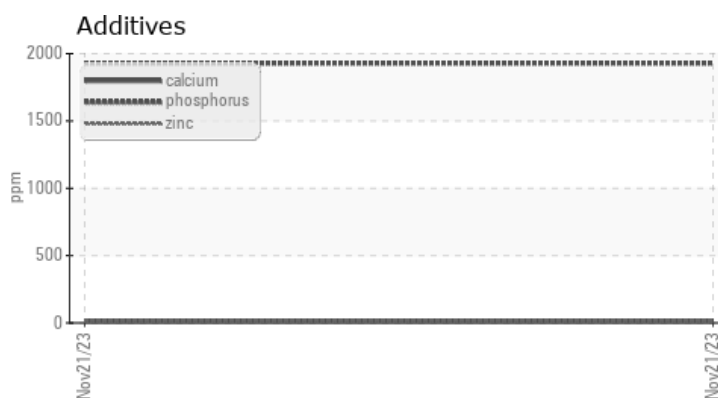 Additives
2000
calcium
phosphorus
zinc
1500
ppm
1000
500
0
Nov21/23
Nov21/23